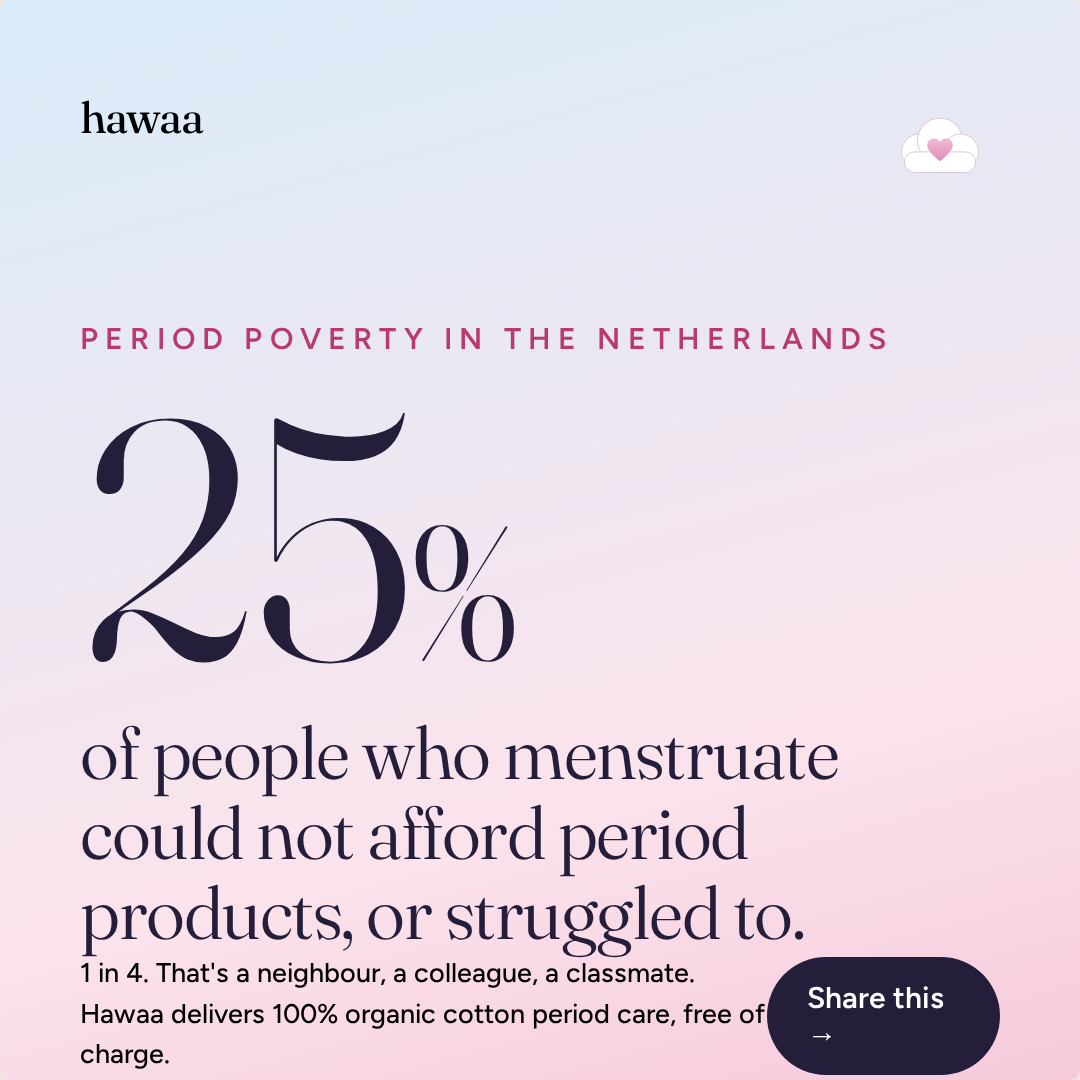 hawaa
PERIOD POVERTY IN THE NETHERLANDS
25%
of people who menstruate
could not afford period
products, or struggled to.
1 in 4. That's a neighbour, a colleague, a classmate.
Hawaa delivers 100% organic cotton period care, free of
charge.
Share this
→